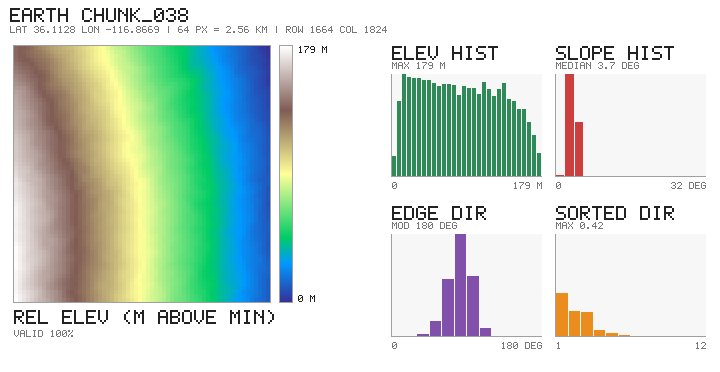 EARTH CHUNK_038
LAT 36.1128 LON -116.8669 | 64 PX = 2.56 KM | ROW 1664 COL 1824
179 M
0 M
REL ELEV (M ABOVE MIN)
VALID 100%
ELEV HIST
MAX 179 M
0 179 M
SLOPE HIST
MEDIAN 3.7 DEG
0 32 DEG
EDGE DIR
MOD 180 DEG
0 180 DEG
SORTED DIR
MAX 0.42
1 12